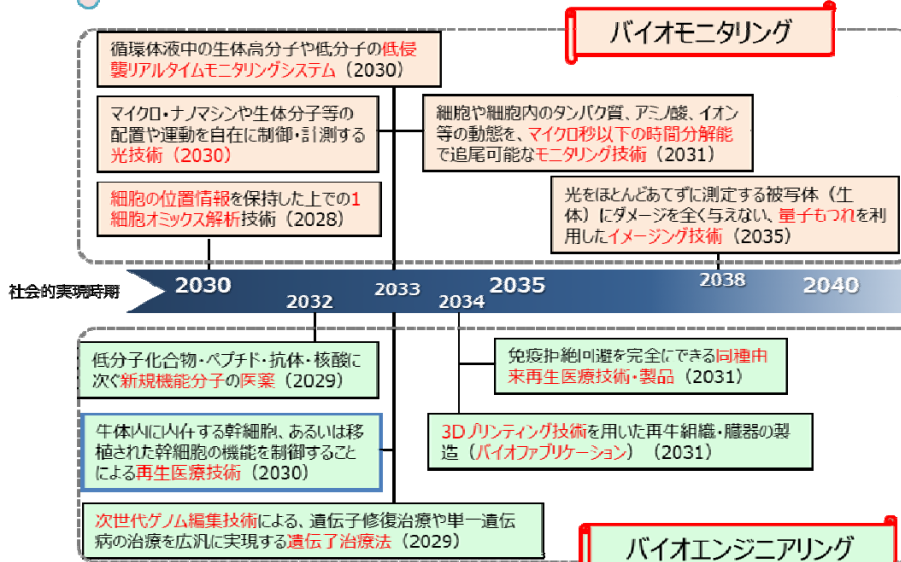 バイオモニタリング
循環体液中の生体高分子や低分子の低侵
襲リアルタイムモニタリングシステム（2030）
マイクロ・ナノマシンや生体分子等の
配置や運動を自在に制御・計測する
光技術（2030）
細胞や細胞内のタンパク質、アミノ酸、イオン
等の動態を、マイクロ秒以下の時間分解能
で追尾可能なモニタリング技術（2031）
細胞の位置情報を保持した上での1
細胞オミックス解析技術（2028）
光をほとんどあてずに測定する被写体（生
体）にダメージを全く与えない、量子もつれを利
用したイメージング技術（2035）
社会的実現時期
2030
2032
2033
2034
2035
2038
2040
低分子化合物・ペプチド・抗体・核酸に
次ぐ新規機能分子の医薬（2029）
免疫拒絶回避を完全にできる同種由
来再生医療技術・製品（2031）
生体内に内在する幹細胞、あるいは移
植された幹細胞の機能を制御すること
による再生医療技術（2030）
3Dプリンティング技術を用いた再生組織・臓器の製
造（バイオファブリケーション）（2031）
次世代ゲノム編集技術による、遺伝子修復治療や単一遺伝
病の治療を広汎に実現する遺伝子治療法（2029）
バイオエンジニアリング